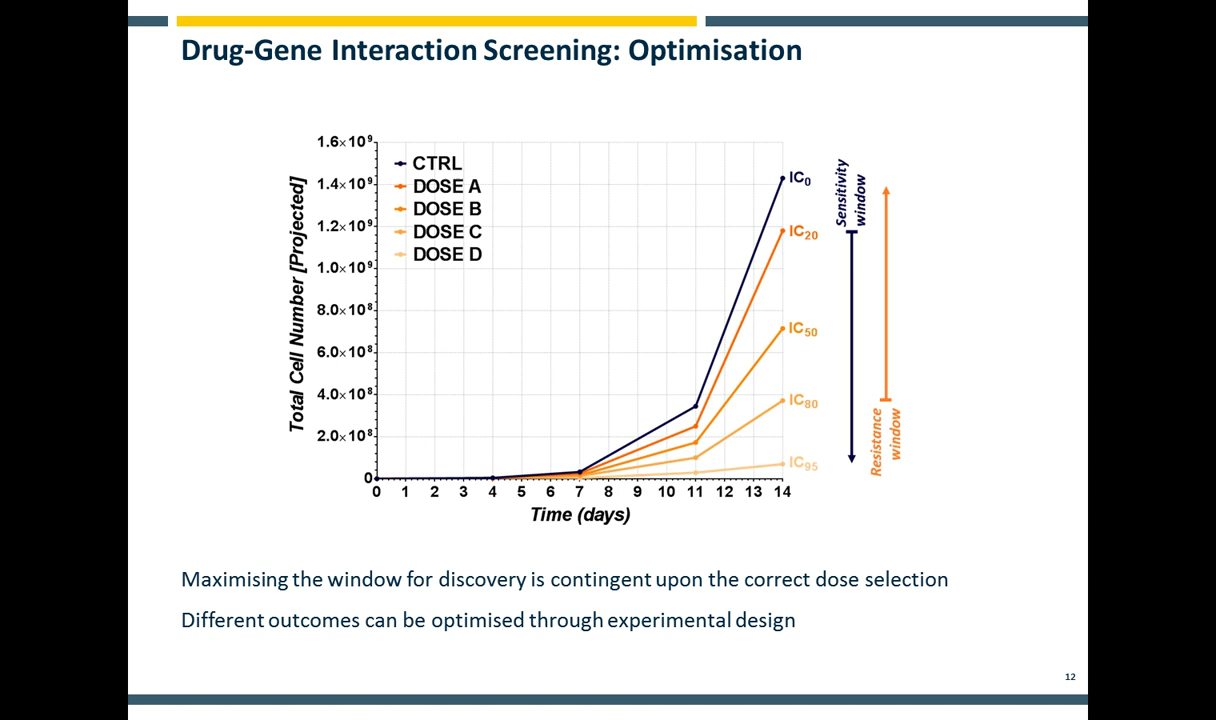 Drug-Gene Interaction Screening: Optimisation
Total Cell Number [Projected]
1.6×10⁹
1.4×10⁹
1.2×10⁹
1.0×10⁹
8.0×10⁸
6.0×10⁸
4.0×10⁸
2.0×10⁸
0
CTRL
DOSE A
DOSE B
DOSE C
DOSE D
IC₀
IC₂₀
IC₅₀
IC₈₀
IC₉₅
Sensitivity
window
Resistance
window
0 1 2 3 4 5 6 7 8 9 10 11 12 13 14
Time (days)
Maximising the window for discovery is contingent upon the correct dose selection
Different outcomes can be optimised through experimental design
12